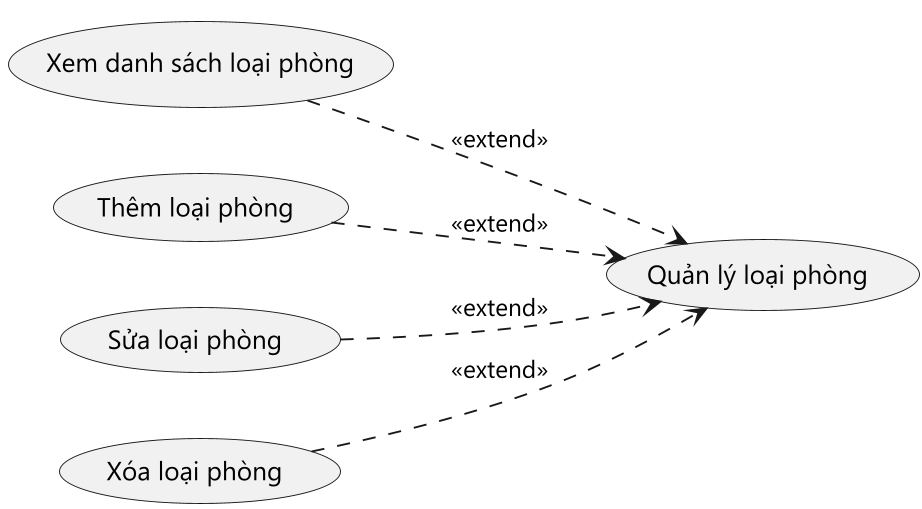 Xem danh sách loại phòng
«extend»
Thêm loại phòng
«extend»
Quản lý loại phòng
«extend»
Sửa loại phòng
«extend»
Xóa loại phòng